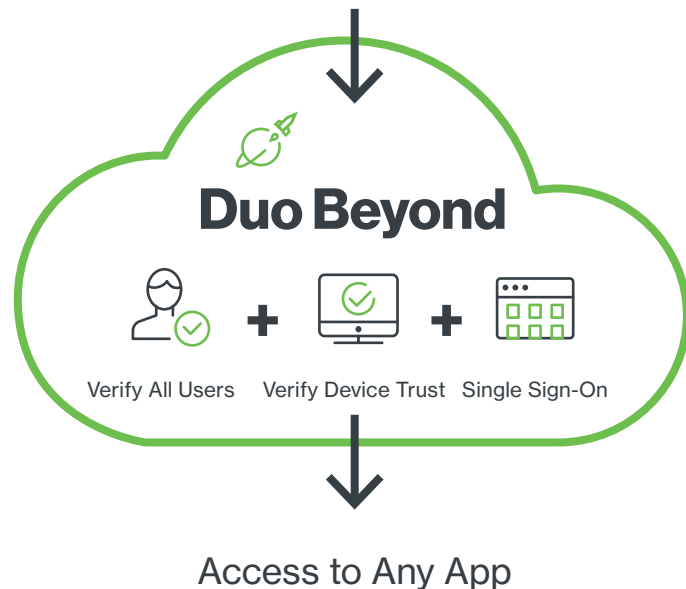 Duo Beyond
Verify All Users Verify Device Trust Single Sign-On
Access to Any App